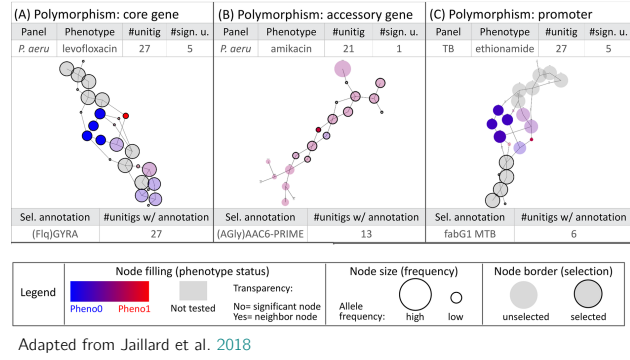 (A) Polymorphism: core gene
Panel Phenotype #unitig #sign. u.
P. aeru levofloxacin 27 5
Sel. annotation #unitigs w/ annotation
(Flq)GYRA 27
(B) Polymorphism: accessory gene
Panel Phenotype #unitig #sign. u.
P. aeru amikacin 21 1
Sel. annotation #unitigs w/ annotation
(AGly)AAC6-PRIME 13
(C) Polymorphism: promoter
Panel Phenotype #unitig #sign. u.
TB ethionamide 27 5
Sel. annotation #unitigs w/ annotation
fabG1 MTB 6
Legend
Node filling (phenotype status)
Pheno0 Pheno1
Not tested
Transparency:
No= significant node
Yes= neighbor node
Node size (frequency)
Allele
frequency:
high low
Node border (selection)
unselected selected
Adapted from Jaillard et al. 2018